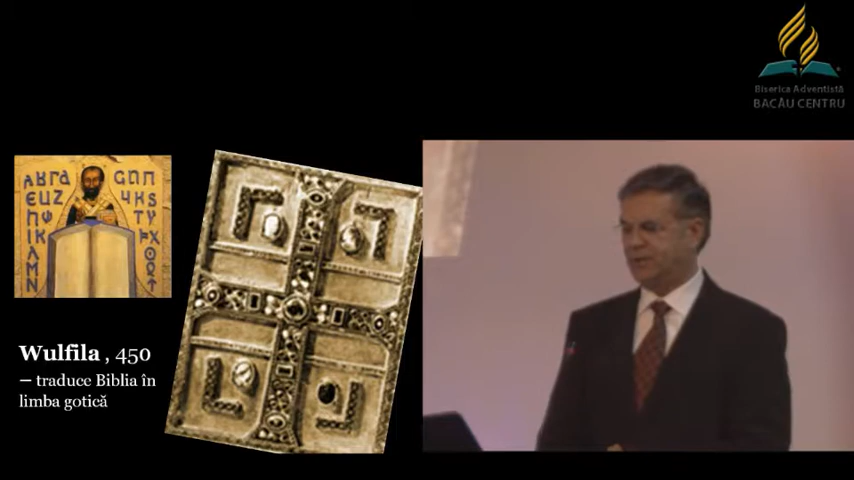 Biserica Adventistă
BACĂU CENTRU
Wulfila , 450
– traduce Biblia în
limba gotică